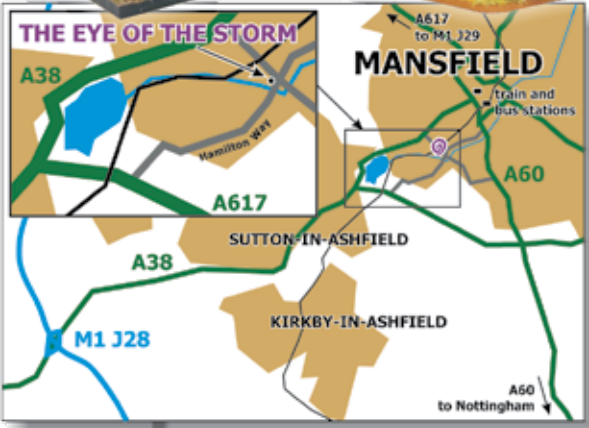 THE EYE OF THE STORM
A38
Hamilton Way
A617
A617
to M1 J29
MANSFIELD
train and
bus stations
A60
SUTTON-IN-ASHFIELD
A38
KIRKBY-IN-ASHFIELD
M1 J28
A60
to Nottingham